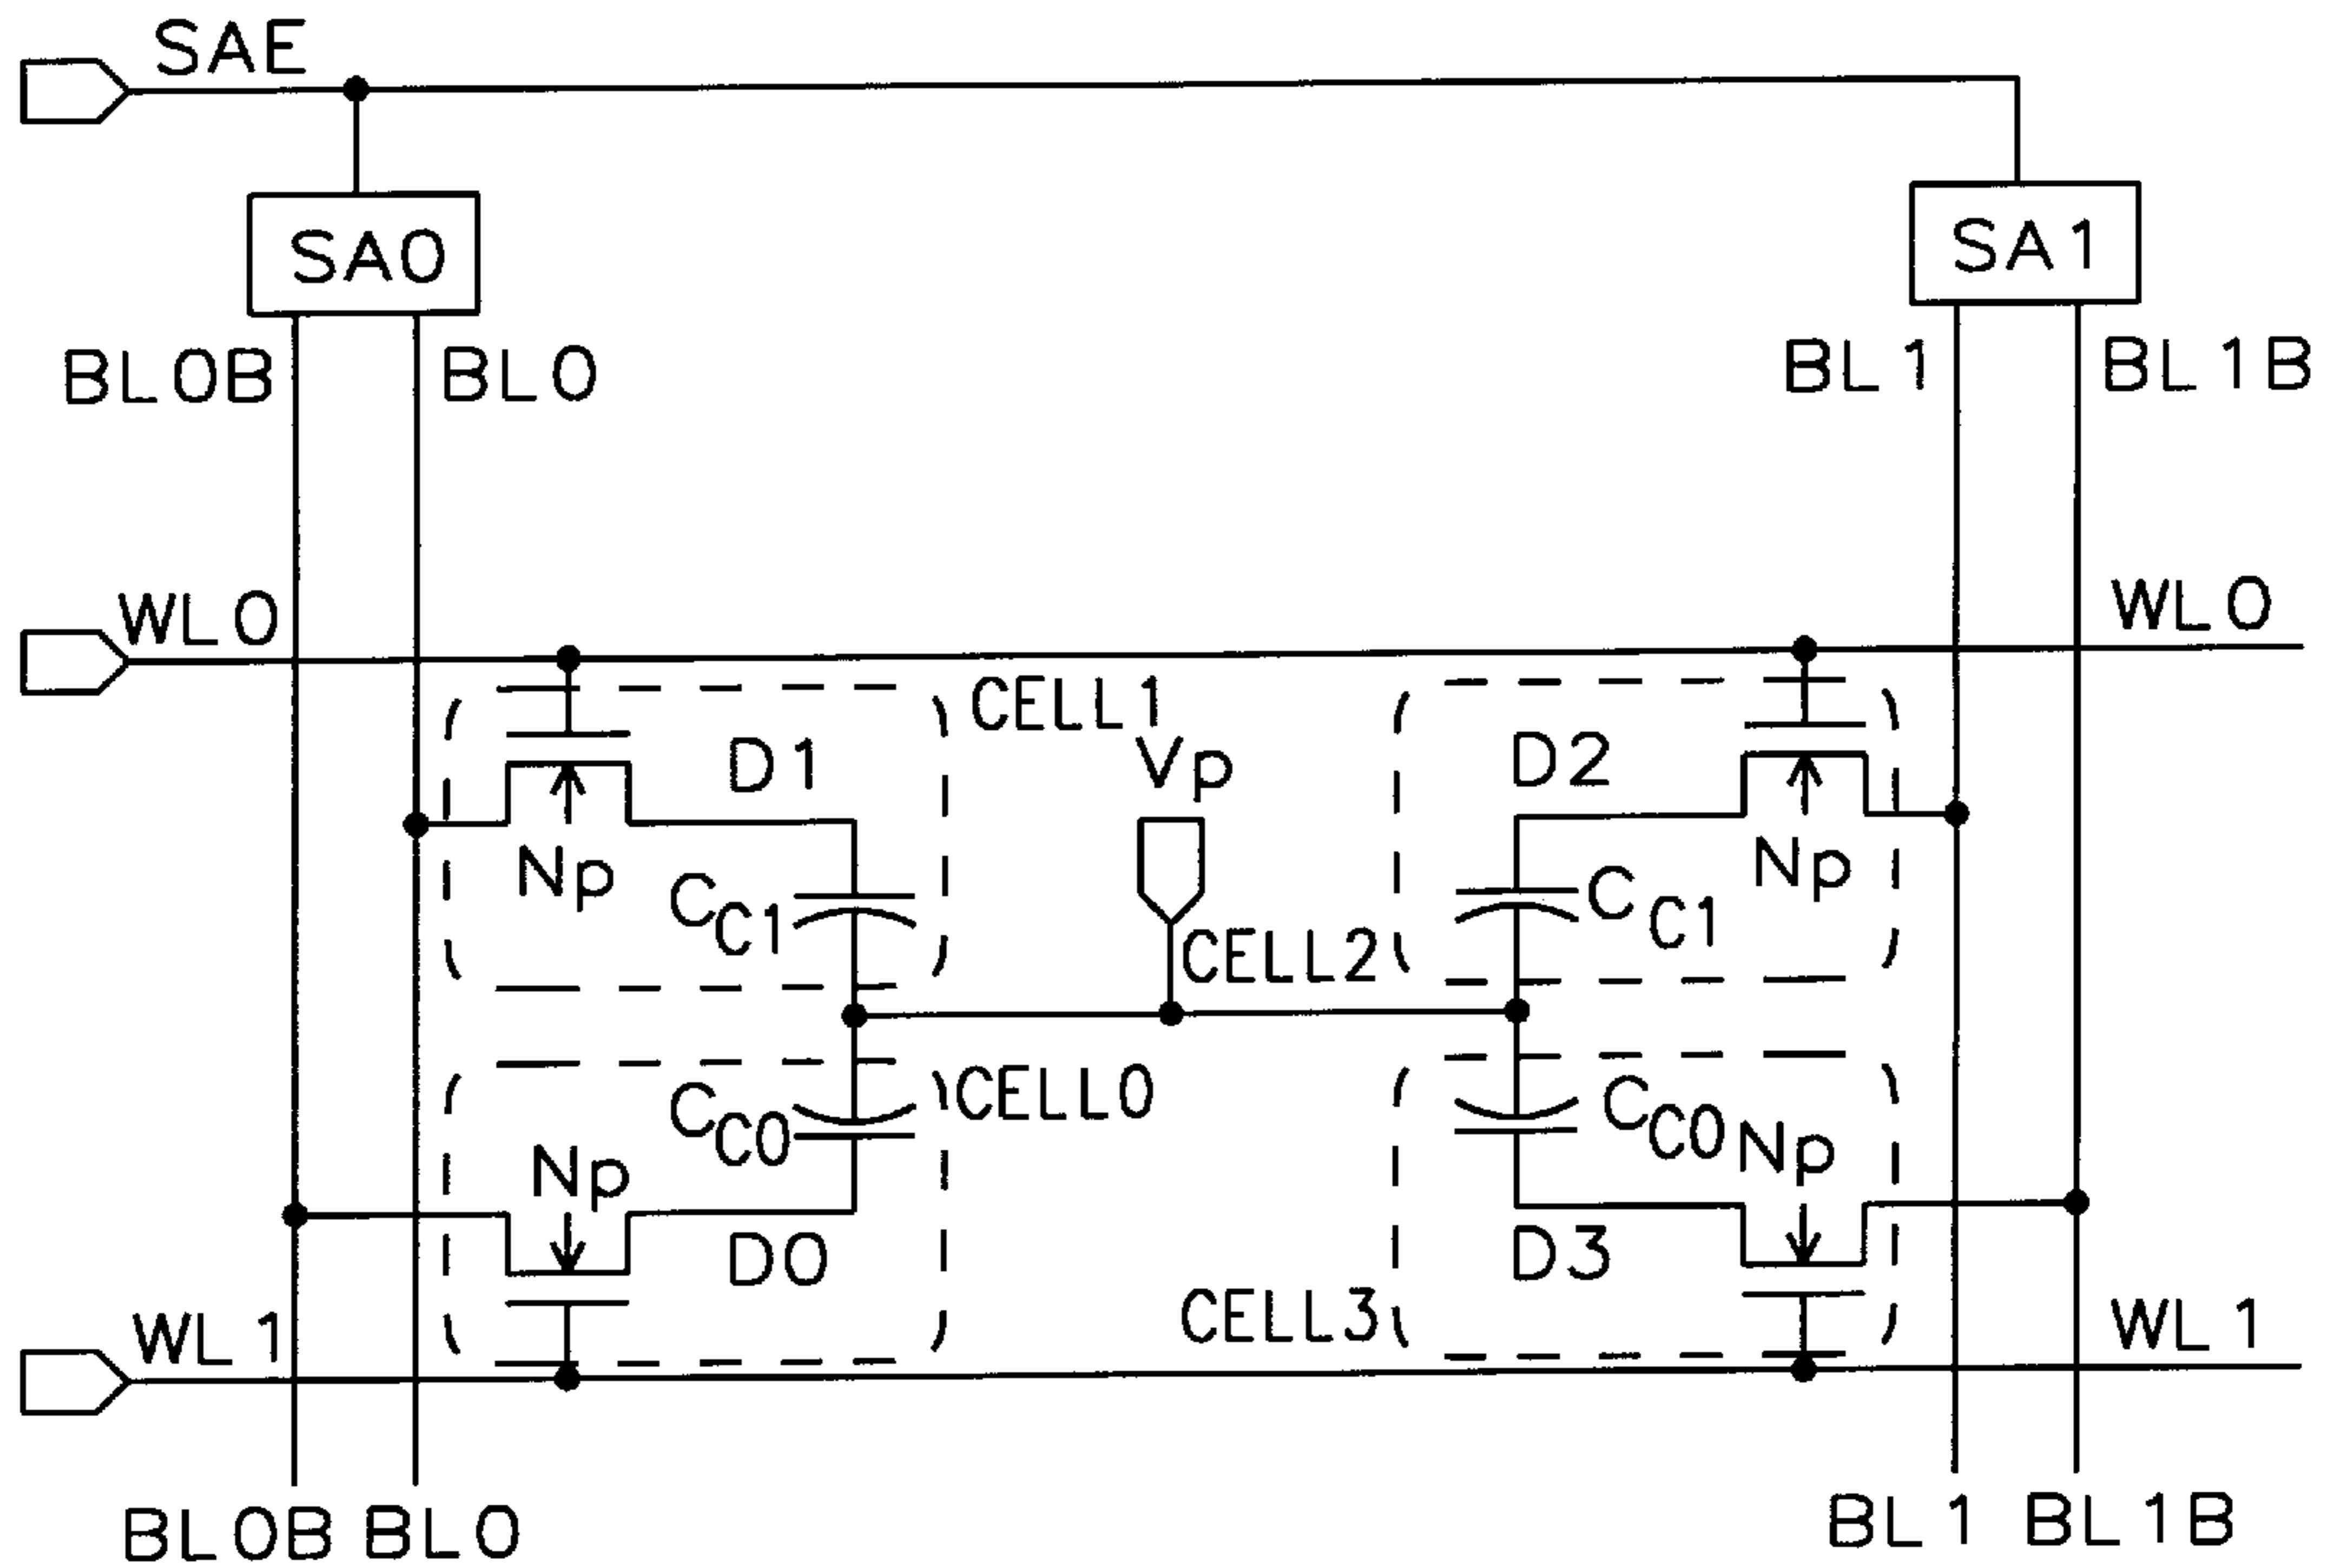 SAE
SA0
SA1
BL0B
BL0
BL1
BL1B
WL0
WL0
CELL1
D1
Vp
D2
Np
CC1
CELL2
CC1
Np
CC0
CELL0
CC0
Np
Np
D0
D3
CELL3
WL1
WL1
BL0B
BL0
BL1
BL1B